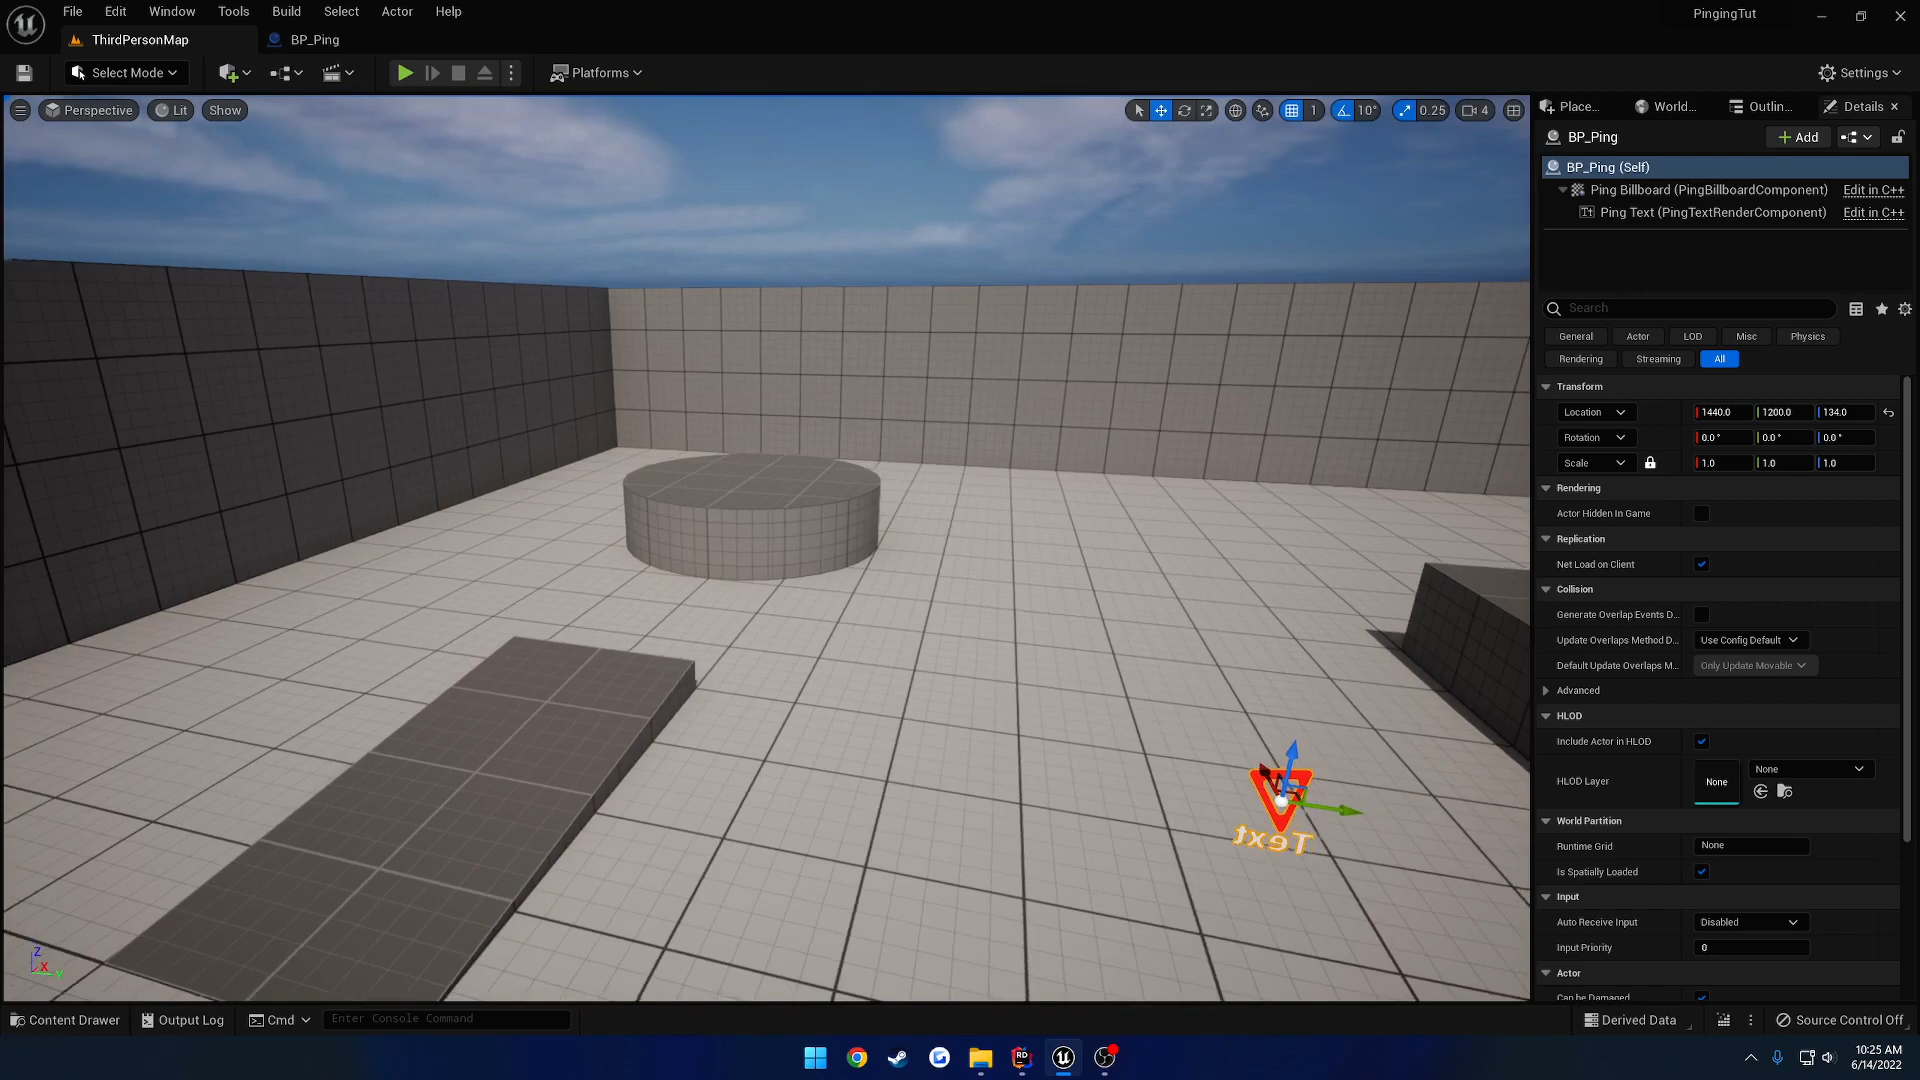 File Edit Window Tools Build Select Actor Help
PingingTut
ThirdPersonMap
BP_Ping
Select Mode
Platforms
Settings
Perspective
Lit
Show
1
10°
0.25
4
Place...
World...
Outlin...
Details
BP_Ping
Add
BP_Ping (Self)
Ping Billboard (PingBillboardComponent) Edit in C++
Ping Text (PingTextRenderComponent) Edit in C++
Search
General Actor LOD Misc Physics
Rendering Streaming All
Transform
Location 1440.0 1200.0 134.0
Rotation 0.0° 0.0° 0.0°
Scale 1.0 1.0 1.0
Rendering
Actor Hidden In Game
Replication
Net Load on Client
Collision
Generate Overlap Events D...
Update Overlaps Method D... Use Config Default
Default Update Overlaps M... Only Update Movable
Advanced
HLOD
Include Actor in HLOD
HLOD Layer None None
World Partition
Runtime Grid None
Is Spatially Loaded
Input
Auto Receive Input Disabled
Input Priority 0
Actor
Can be Damaged
Text
Z
X
Y
Content Drawer
Output Log
Cmd
Enter Console Command
Derived Data
Source Control Off
RD
10:25 AM
6/14/2022